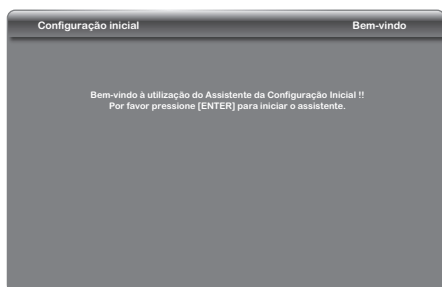 Configuração inicial Bem-vindo
Bem-vindo à utilização do Assistente da Configuração Inicial !!
Por favor pressione [ENTER] para iniciar o assistente.